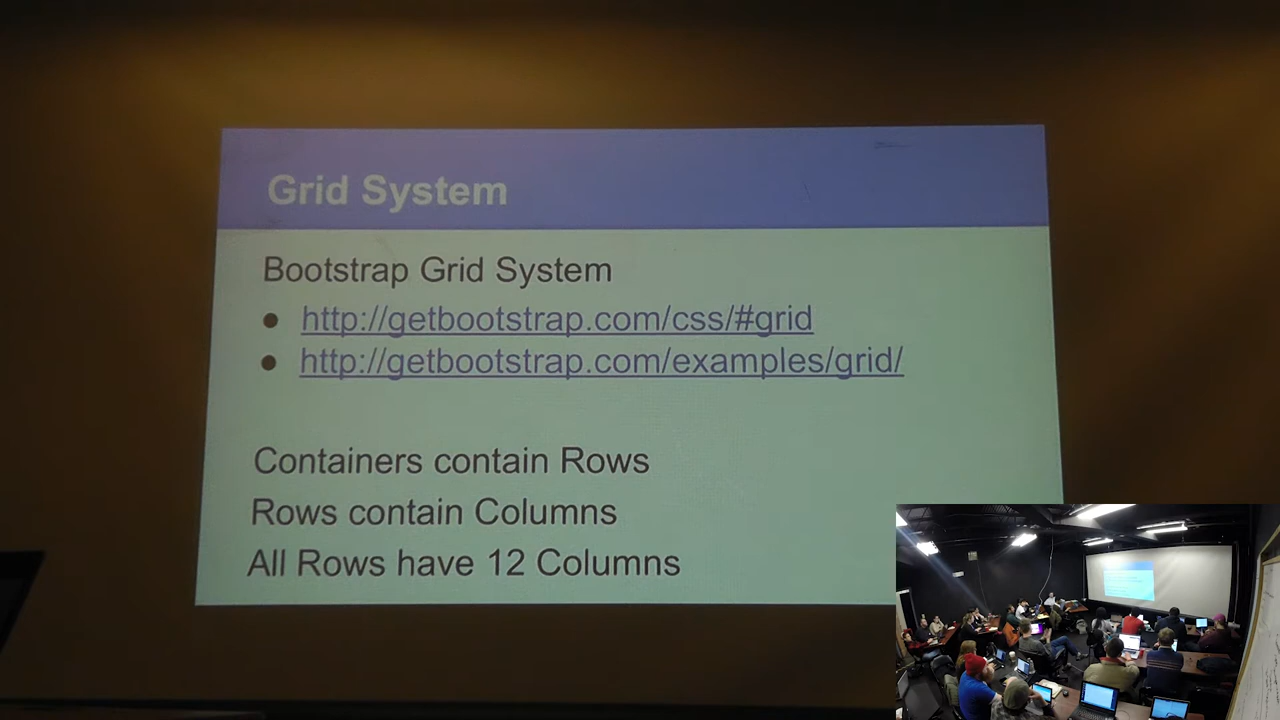 Grid System
Bootstrap Grid System
● http://getbootstrap.com/css/#grid
● http://getbootstrap.com/examples/grid/
Containers contain Rows
Rows contain Columns
All Rows have 12 Columns